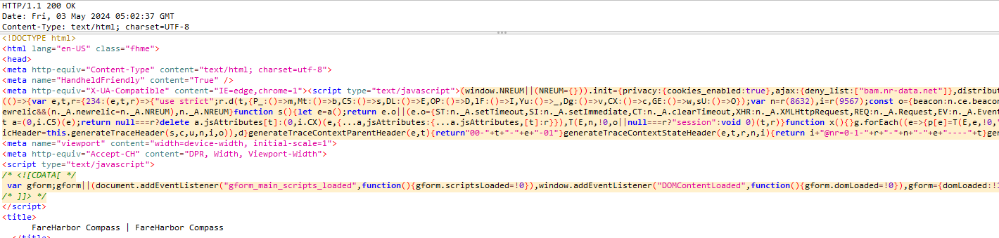 HTTP/1.1 200 OK
Date: Fri, 03 May 2024 05:02:37 GMT
Content-Type: text/html; charset=UTF-8
<!DOCTYPE html>
<html lang="en-US" class="fhme">
<head>
<meta http-equiv="Content-Type" content="text/html; charset=utf-8">
<meta name="HandheldFriendly" content="True" />
<meta http-equiv="X-UA-Compatible" content="IE=edge,chrome=1"><script type="text/javascript">(window.NREUM||(NREUM={})).init={privacy:{cookies_enabled:true},ajax:{deny_list:["bam.nr-data.net"]},distribut
(()=>{var e,t,r={234:(e,t,r)=>{"use strict";r.d(t,{P_:()=>m,Mt:()=>b,C5:()=>s,DL:()=>E,OP:()=>D,lF:()=>I,Yu:()=>_,Dg:()=>v,CX:()=>c,GE:()=>w,sU:()=>O});var n=r(8632),i=r(9567);const o={beacon:n.ce.beacon
ewrelic&&(n._A.newrelic=n._A.NREUM),n._A.NREUM}function s(){let e=a();return e.o||(e.o={ST:n._A.setTimeout,SI:n._A.setImmediate,CT:n._A.clearTimeout,XHR:n._A.XMLHttpRequest,REQ:n._A.Request,EV:n._A.Event
t a=(0,i.C5)(e);return null===r?delete a.jsAttributes[t]:(0,i.CX)(e,{...a,jsAttributes:{...a.jsAttributes,[t]:r}}),T(E,n,!0,o||null===r?"session":void 0)(t,r)}function x(){}g.forEach((e=>{p[e]=T(E,e,!0,"
icHeader=this.generateTraceHeader(s,c,u,n,i,o)),d}generateTraceContextParentHeader(e,t){return"00-"+t+"-"+e+"-01"}generateTraceContextStateHeader(e,t,r,n,i){return i+"@nr=0-1-"+r+"-"+n+"-"+e+"----"+t}gen
<meta name="viewport" content="width=device-width, initial-scale=1">
<meta http-equiv="Accept-CH" content="DPR, Width, Viewport-Width">
<script type="text/javascript">
/* <![CDATA[ */
var gform;gform||(document.addEventListener("gform_main_scripts_loaded",function(){gform.scriptsLoaded=!0}),window.addEventListener("DOMContentLoaded",function(){gform.domLoaded=!0}),gform={domLoaded:!1
/* ]]> */
</script>
<title>
FareHarbor Compass | FareHarbor Compass
</title>